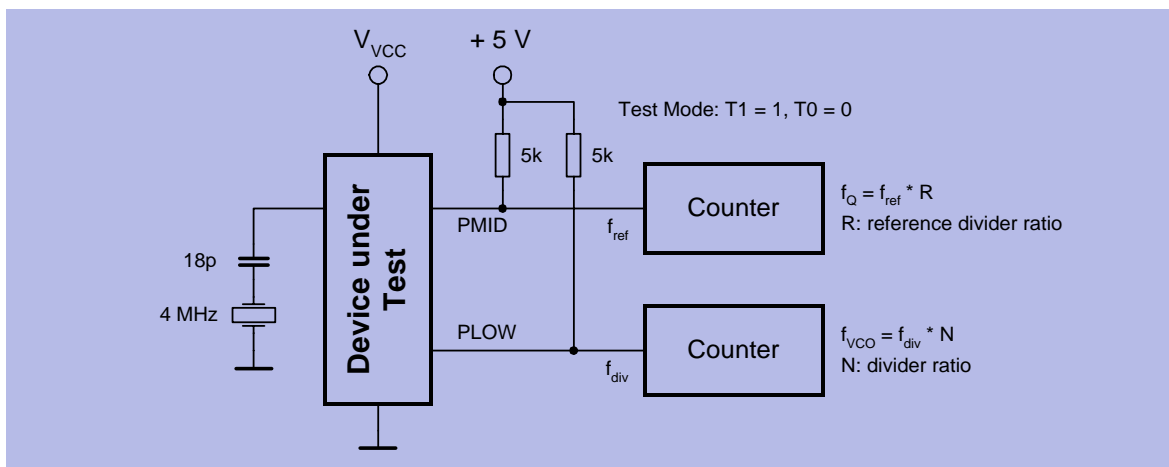 V_VCC
+ 5 V
Test Mode: T1 = 1, T0 = 0
5k
5k
Device under
Test
PMID
f_ref
Counter
f_Q = f_ref * R
R: reference divider ratio
18p
4 MHz
PLOW
f_div
Counter
f_VCO = f_div * N
N: divider ratio